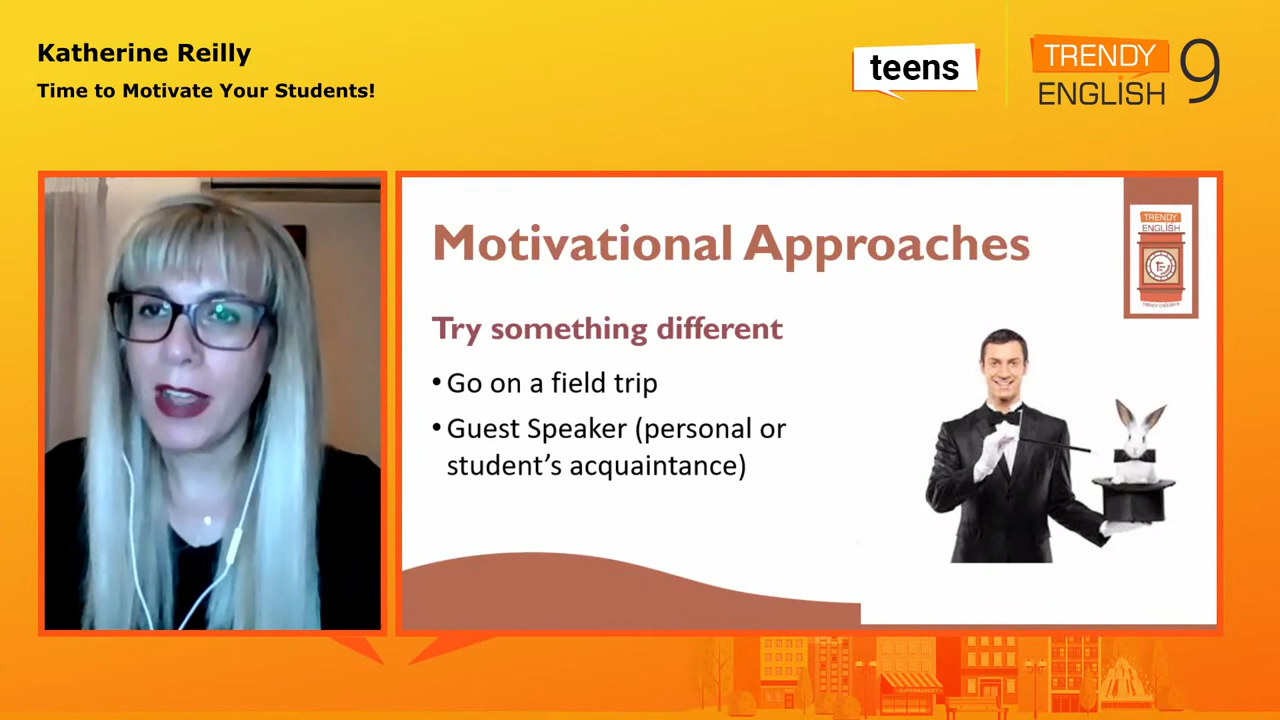 Katherine Reilly
Time to Motivate Your Students!
teens
TRENDY
ENGLISH 9
Motivational Approaches
TRENDY
ENGLISH
Try something different
• Go on a field trip
• Guest Speaker (personal or
student’s acquaintance)
SUPERMARKET